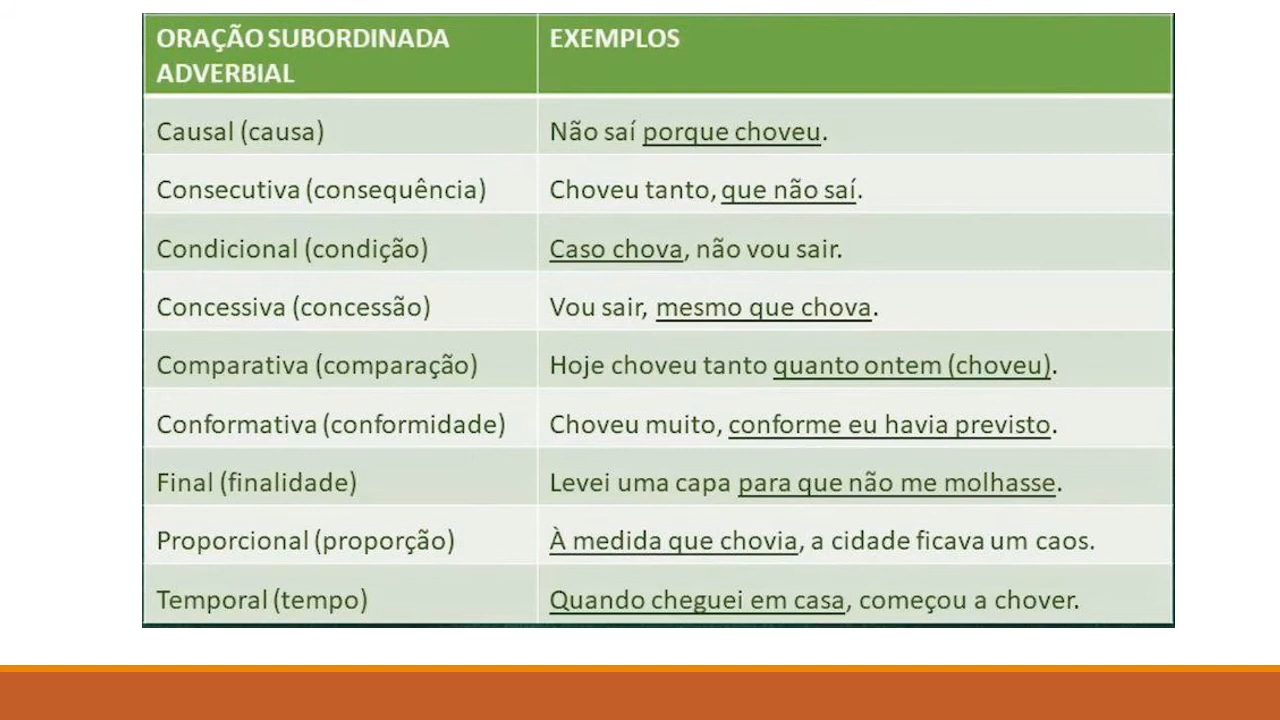 ORAÇÃO SUBORDINADA ADVERBIAL
EXEMPLOS
Causal (causa)
Não saí porque choveu.
Consecutiva (consequência)
Choveu tanto, que não saí.
Condicional (condição)
Caso chova, não vou sair.
Concessiva (concessão)
Vou sair, mesmo que chova.
Comparativa (comparação)
Hoje choveu tanto quanto ontem (choveu).
Conformativa (conformidade)
Choveu muito, conforme eu havia previsto.
Final (finalidade)
Levei uma capa para que não me molhasse.
Proporcional (proporção)
À medida que chovia, a cidade ficava um caos.
Temporal (tempo)
Quando cheguei em casa, começou a chover.